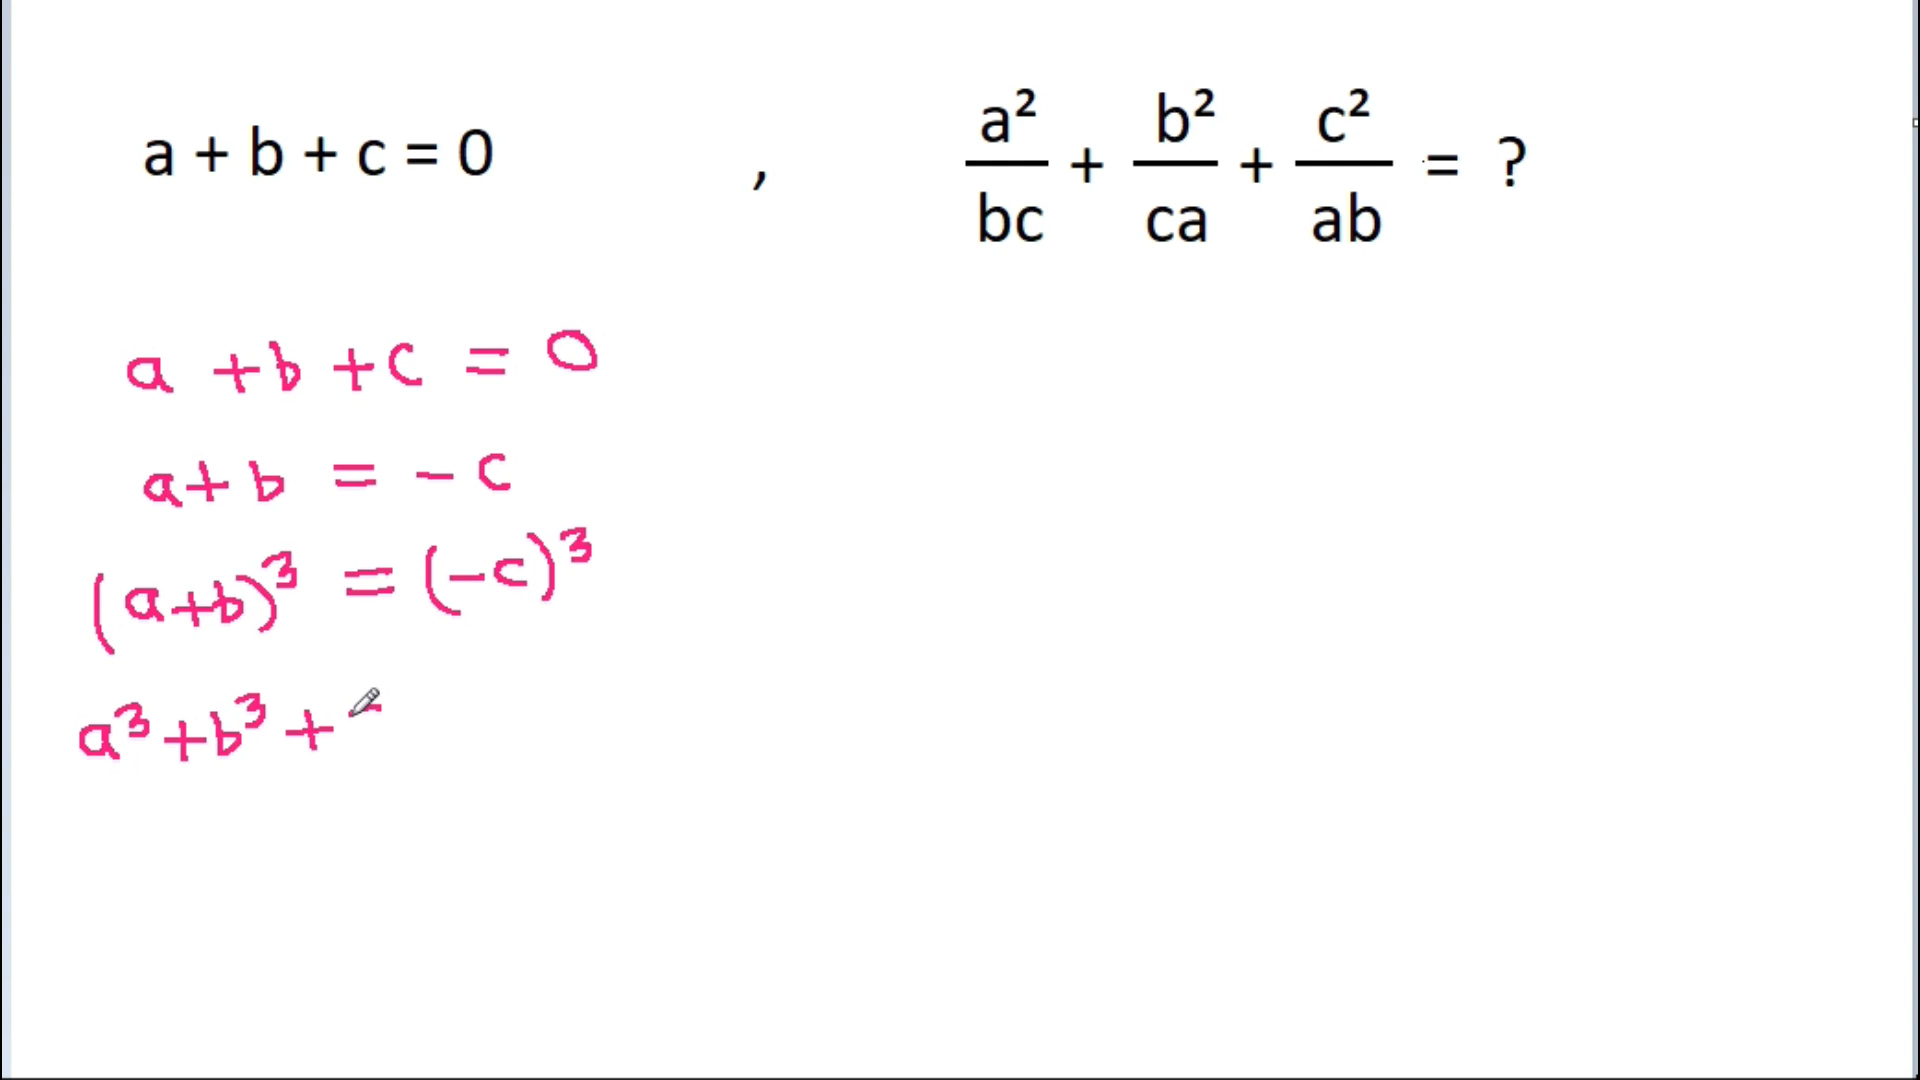 a + b + c = 0 , a²/bc + b²/ca + c²/ab = ?
a + b + c = 0
a + b = - c
(a+b)³ = (-c)³
a³ + b³ +